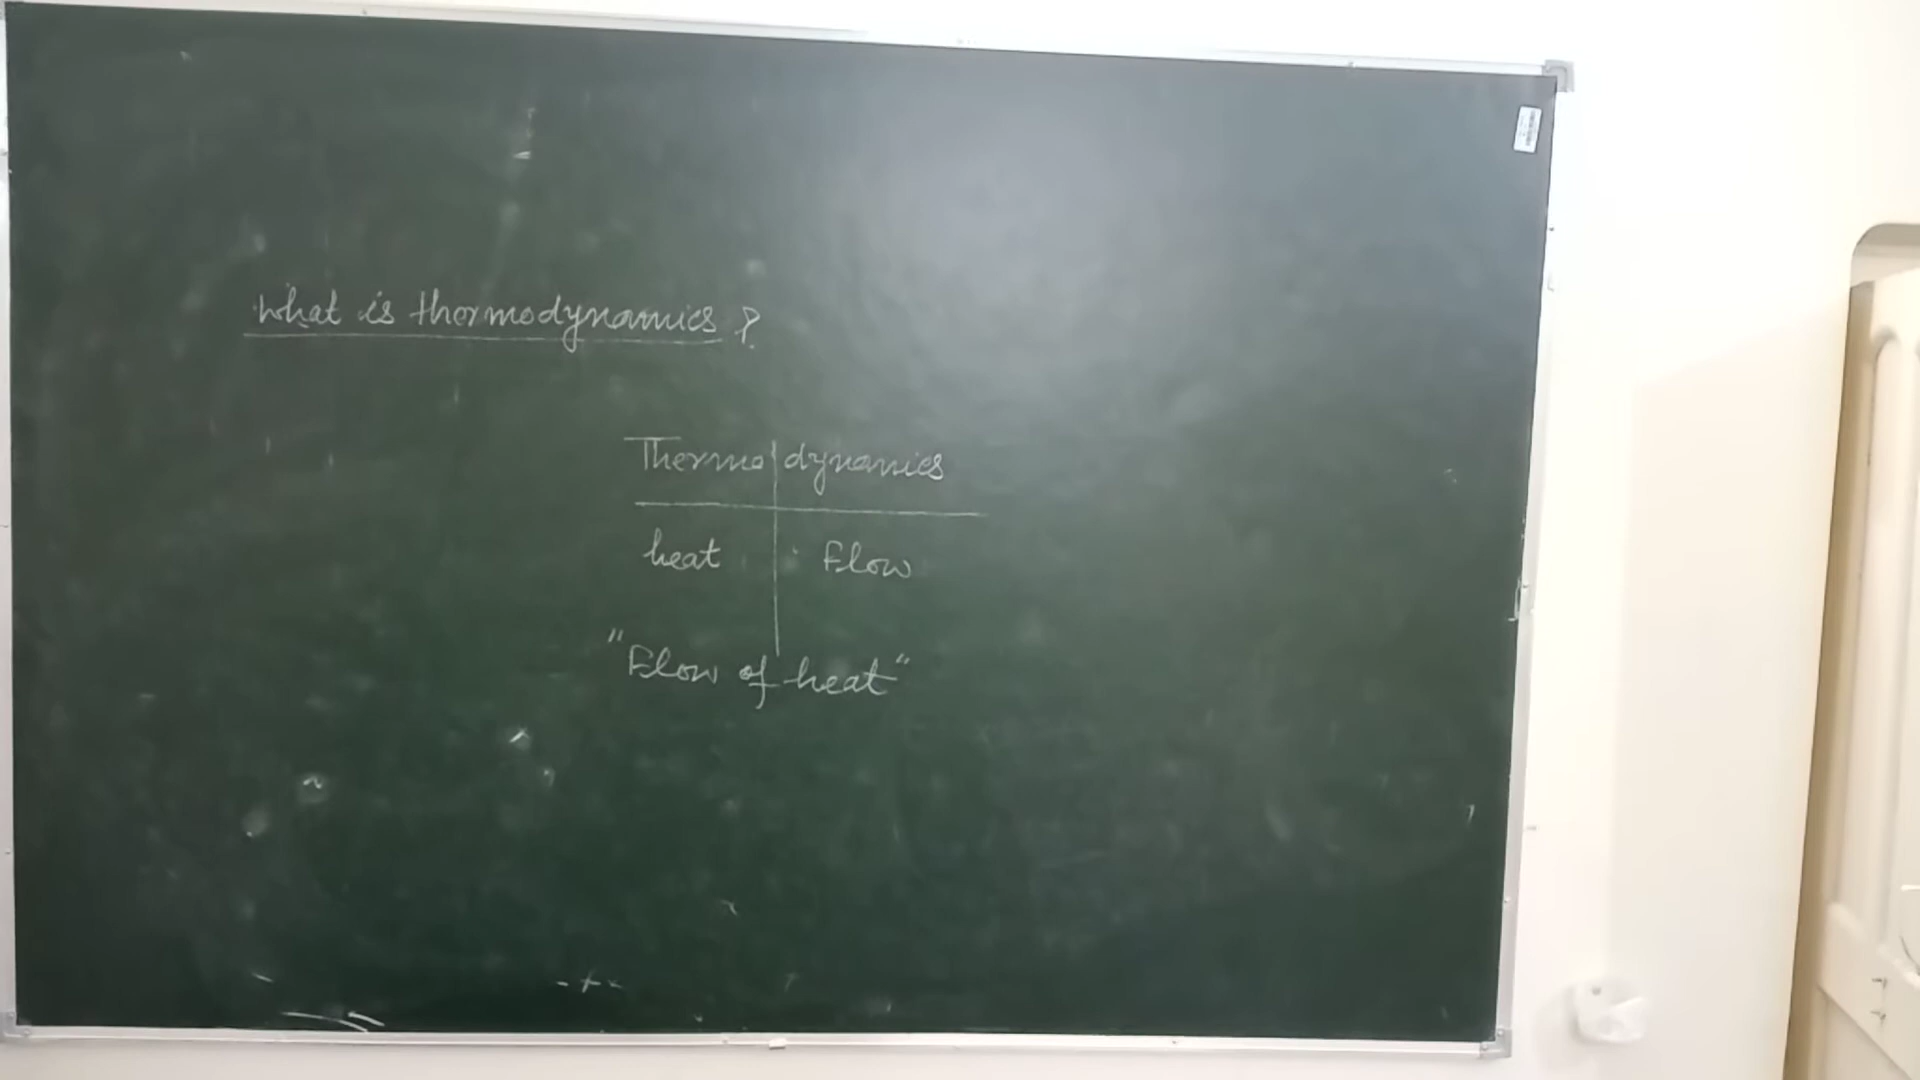 What is thermodynamics ?
Thermo | dynamics
heat | Flow
"Flow of heat"